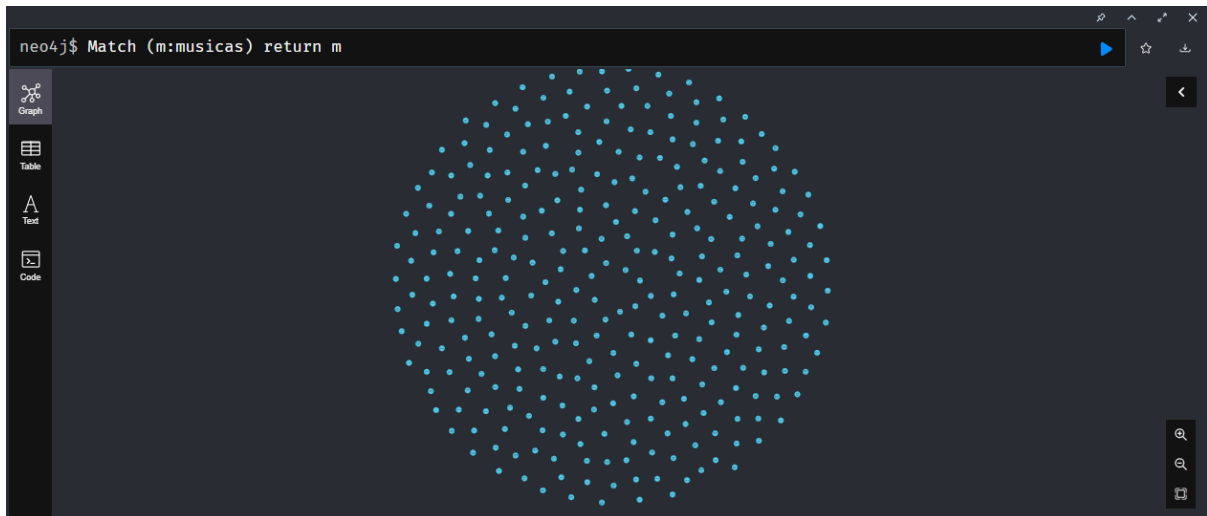 neo4j$ Match (m:musicas) return m
Graph
Table
A
Text
Code